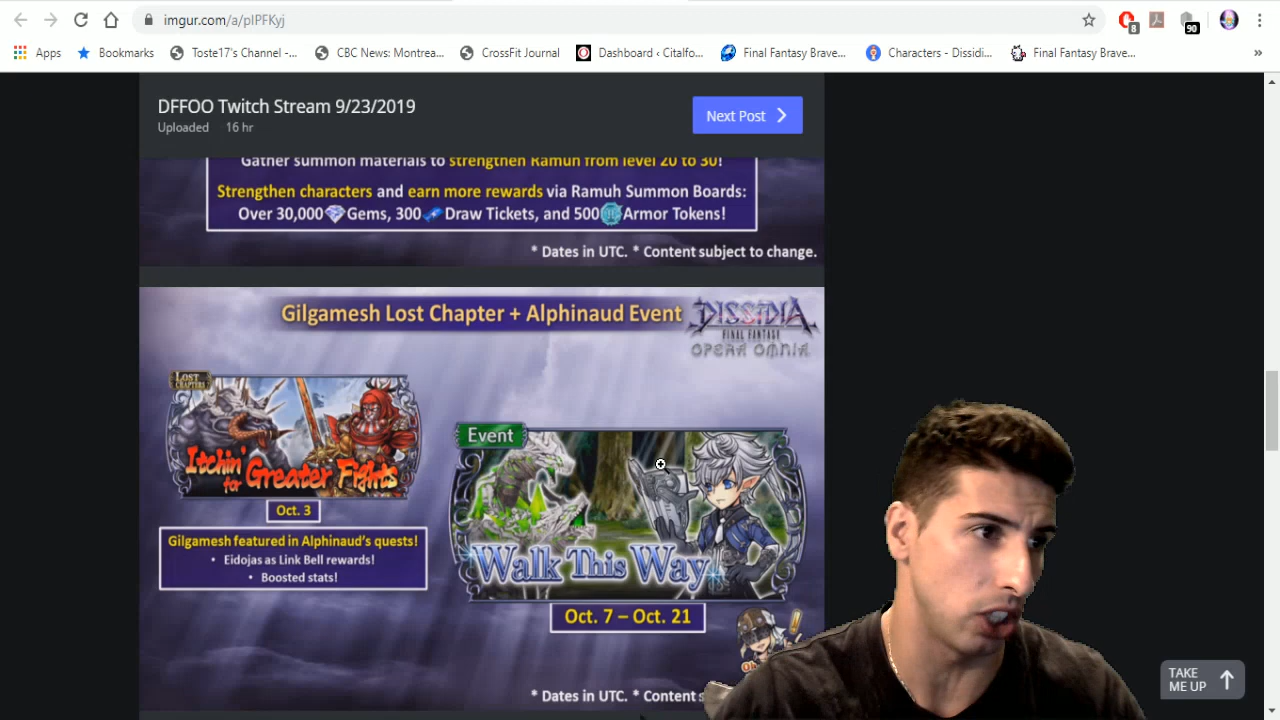 imgur.com/a/pIPFKyj
8
90
Apps
Bookmarks
Toste17's Channel -...
CBC News: Montrea...
CrossFit Journal
Dashboard ‹ Citalfo...
Final Fantasy Brave...
Characters - Dissidi...
Final Fantasy Brave...
»
DFFOO Twitch Stream 9/23/2019
Uploaded 16 hr
Next Post
Gather summon materials to strengthen Ramuh from level 20 to 30!
Strengthen characters and earn more rewards via Ramuh Summon Boards:
Over 30,000 Gems, 300 Draw Tickets, and 500 Armor Tokens!
* Dates in UTC. * Content subject to change.
Gilgamesh Lost Chapter + Alphinaud Event
DISSIDIA
FINAL FANTASY
OPERA OMNIA
LOST
CHAPTERS
Itchin'
for Greater Fights
Oct. 3
Gilgamesh featured in Alphinaud's quests!
• Eidojas as Link Bell rewards!
• Boosted stats!
Event
Walk This Way
Oct. 7 – Oct. 21
* Dates in UTC. * Content
TAKE
ME UP